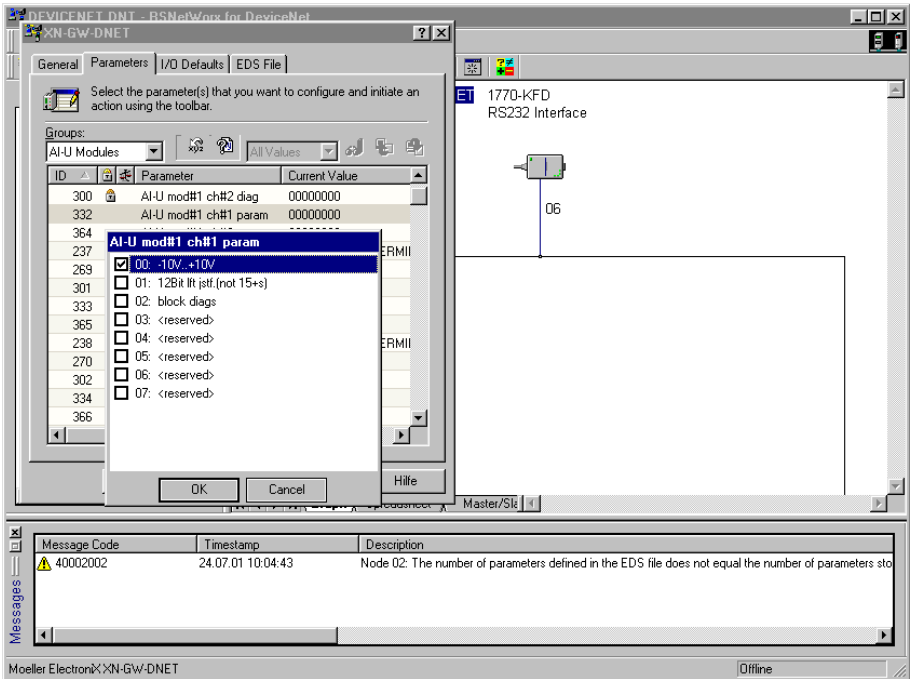 DEVICENET.DNT - RSNetWorx for DeviceNet
XN-GW-DNET
General Parameters I/O Defaults EDS File
Select the parameter(s) that you want to configure and initiate an
action using the toolbar.
Groups:
AI-U Modules All Values
ID Parameter Current Value
300 AI-U mod#1 ch#2 diag 00000000
332 AI-U mod#1 ch#1 param 00000000
364
237 ERMII
269
301
333
365
238 ERMII
270
302
334
366
AI-U mod#1 ch#1 param
00: -10V..+10V
01: 12Bit lft jstf.(not 15+s)
02: block diags
03: <reserved>
04: <reserved>
05: <reserved>
06: <reserved>
07: <reserved>
OK Cancel
Hilfe
ET
1770-KFD
RS232 Interface
06
Graph Spreadsheet Master/Sla
Messages
Message Code Timestamp Description
40002002 24.07.01 10:04:43 Node 02: The number of parameters defined in the EDS file does not equal the number of parameters sto
Moeller Electroni XN-GW-DNET Offline